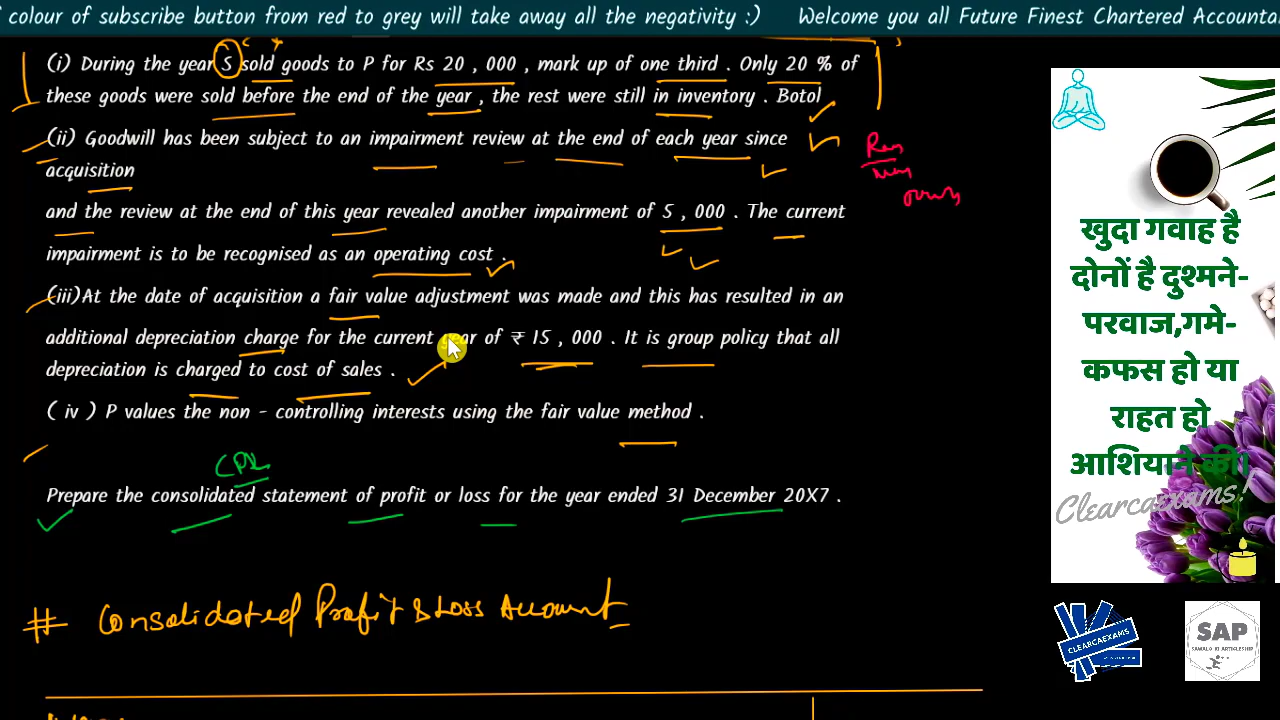 f colour of subscribe button from red to grey will take away all the negativity :) Welcome you all Future Finest Chartered Accounta
(i) During the year S sold goods to P for Rs 20 , 000 , mark up of one third . Only 20 % of
these goods were sold before the end of the year , the rest were still in inventory . Botol
(ii) Goodwill has been subject to an impairment review at the end of each year since
acquisition
and the review at the end of this year revealed another impairment of 5 , 000 . The current
impairment is to be recognised as an operating cost .
(iii)At the date of acquisition a fair value adjustment was made and this has resulted in an
additional depreciation charge for the current year of ₹ 15 , 000 . It is group policy that all
depreciation is charged to cost of sales .
( iv ) P values the non - controlling interests using the fair value method .
CP&L
Prepare the consolidated statement of profit or loss for the year ended 31 December 20X7 .
# Consolidated Profit & Loss Account
खुदा गवाह है
दोनों है दुश्मने-
परवाज,गमे-
कफस हो या
राहत हो
आशियाने की।
Clearcaexams!
CLEARCAEXAMS
SAP
SAWALO KI ARTICLESHIP